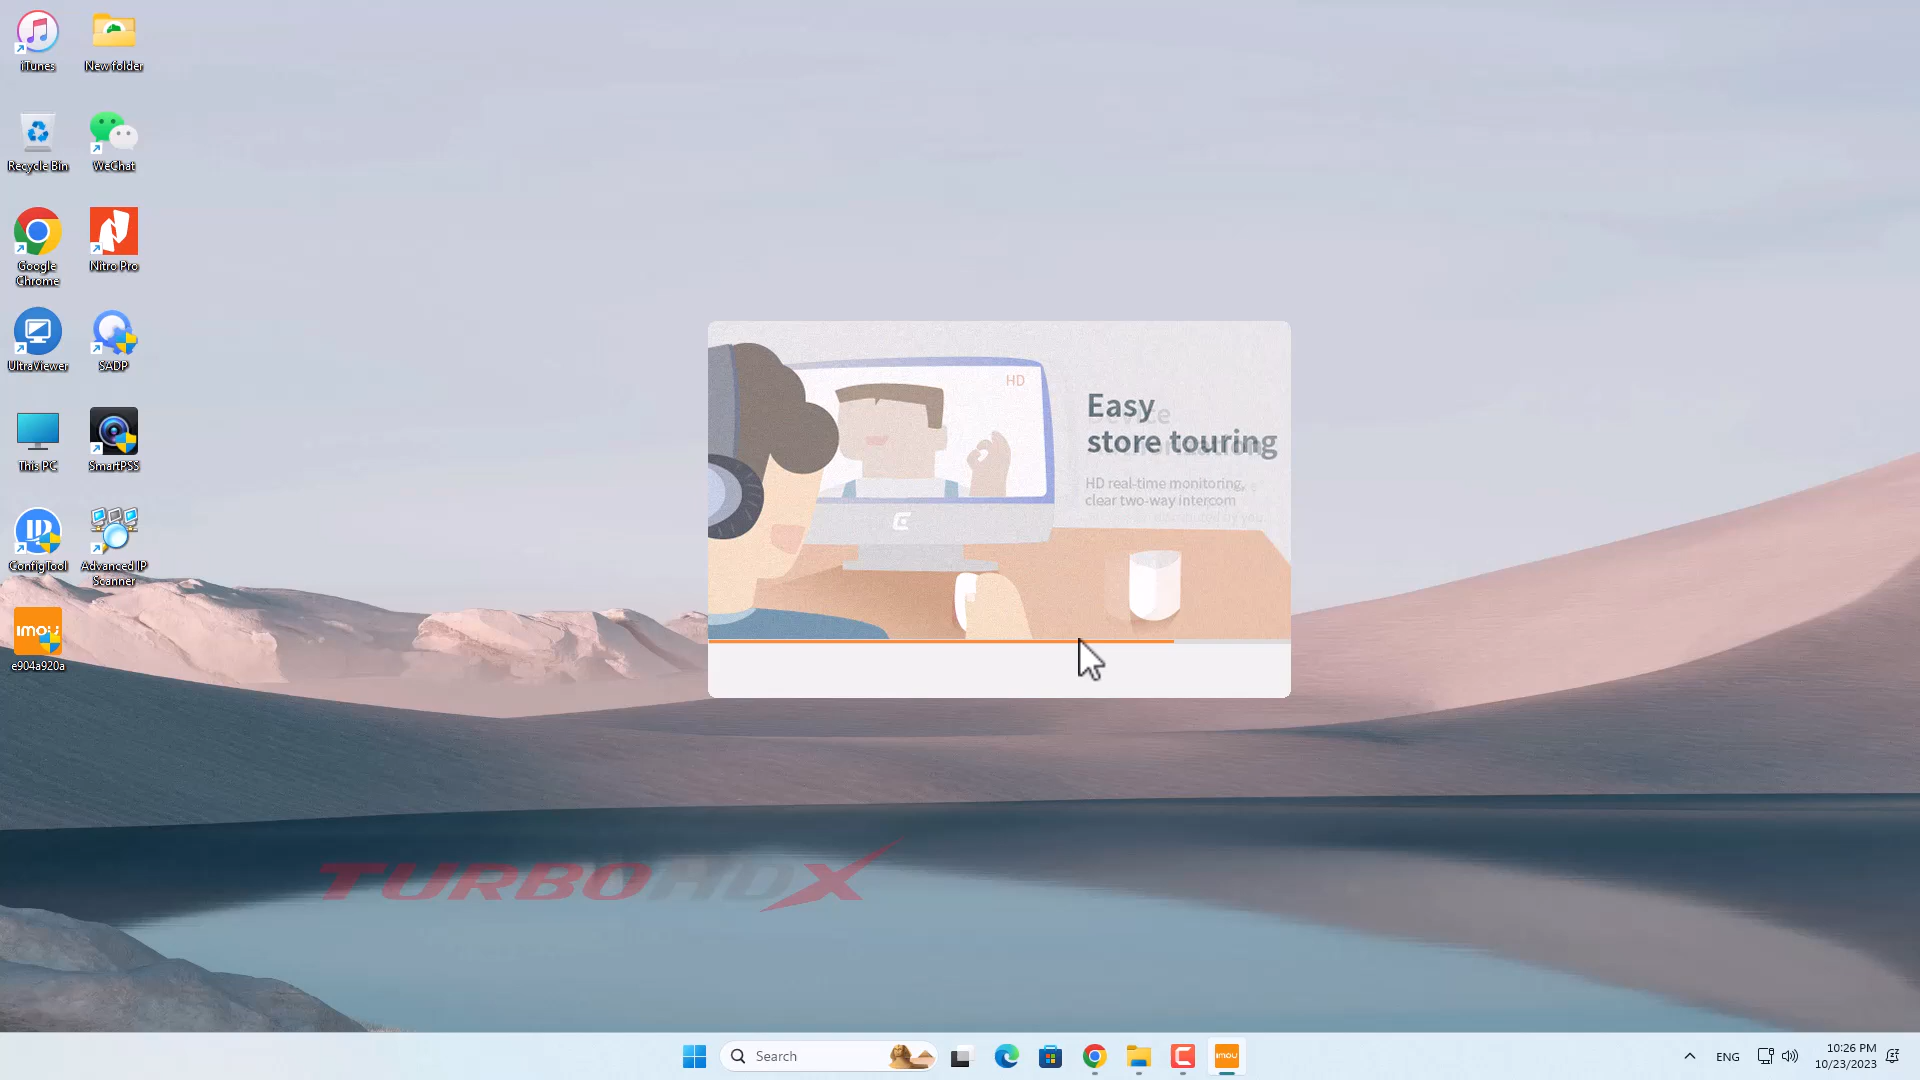 iTunes
New folder
Recycle Bin
WeChat
Google
Chrome
Nitro Pro
UltraViewer
SADP
This PC
SmartPSS
ConfigTool
Advanced IP
Scanner
imou
e904a920a
HD
Easy
store touring
HD real-time monitoring,
clear two-way intercom
TURBOHDX
Search
imou
ENG
10:26 PM
10/23/2023